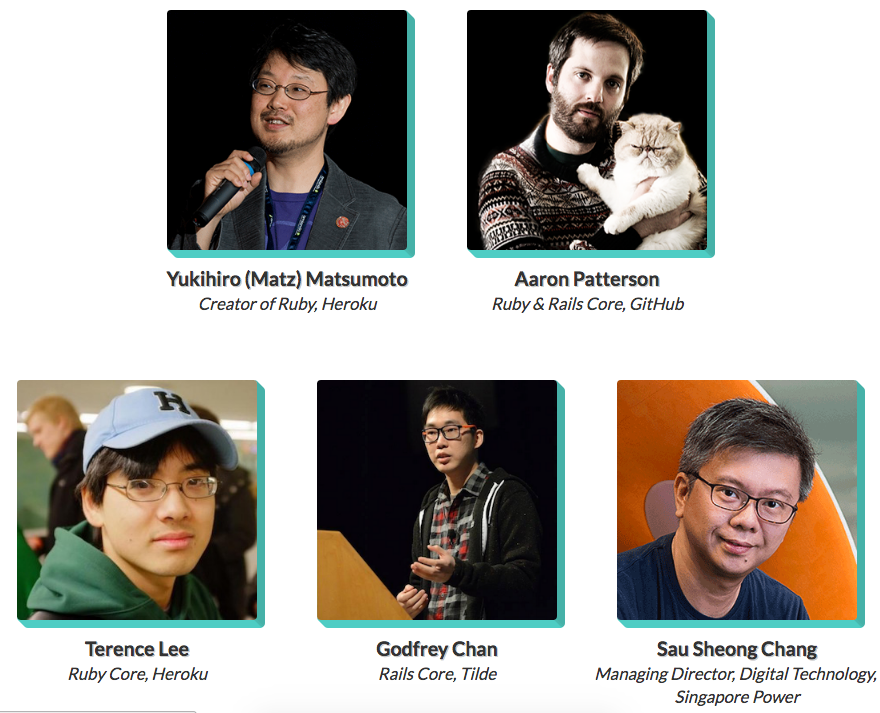 Yukihiro (Matz) Matsumoto
Creator of Ruby, Heroku
Aaron Patterson
Ruby & Rails Core, GitHub
H
Terence Lee
Ruby Core, Heroku
Godfrey Chan
Rails Core, Tilde
Sau Sheong Chang
Managing Director, Digital Technology,
Singapore Power